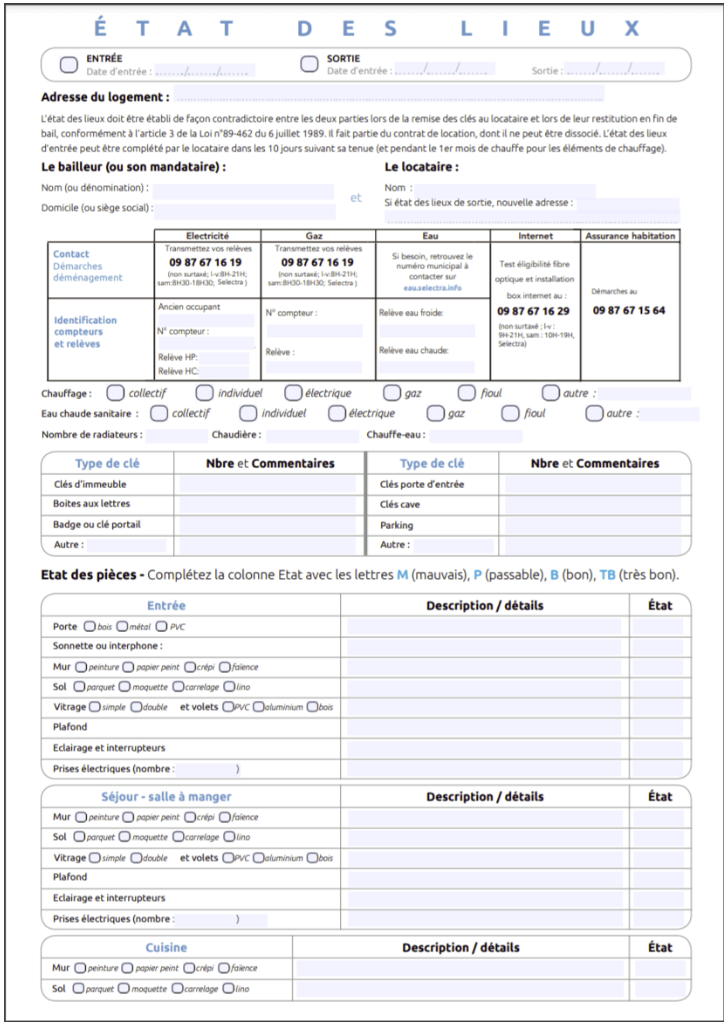 ÉTAT DES LIEUX
ENTRÉE
Date d'entrée : ....../....../......
SORTIE
Date d'entrée : ....../....../...... Sortie : ....../....../......
Adresse du logement :
L'état des lieux doit être établi de façon contradictoire entre les deux parties lors de la remise des clés au locataire et lors de leur restitution en fin de
bail, conformément à l'article 3 de la Loi n°89-462 du 6 juillet 1989. Il fait partie du contrat de location, dont il ne peut être dissocié. L'état des lieux
d'entrée peut être complété par le locataire dans les 10 jours suivant sa tenue (et pendant le 1er mois de chauffe pour les éléments de chauffage).
Le bailleur (ou son mandataire) :
Nom (ou dénomination) :
Domicile (ou siège social) :
et
Le locataire :
Nom :
Si état des lieux de sortie, nouvelle adresse :
Electricité Gaz Eau Internet Assurance habitation
Contact
Démarches
déménagement
Transmettez vos relèves
09 87 67 16 19
(non surtaxé; l-v:8H-21H;
sam:8H30-18H30; Selectra )
Transmettez vos relèves
09 87 67 16 19
(non surtaxé; l-v:8H-21H;
sam:8H30-18H30; Selectra )
Si besoin, retrouvez le
numéro municipal à
contacter sur
eau.selectra.info
Test éligibilité fibre
optique et installation
box internet au :
09 87 67 16 29
(non surtaxé ; l-v :
9H-21H, sam : 10H-19H,
Selectra)
Démarches au
09 87 67 15 64
Identification
compteurs
et relèves
Ancien occupant
N° compteur :
Relève HP:
Relève HC:
N° compteur :
Relève :
Relève eau froide:
Relève eau chaude:
Chauffage : collectif individuel électrique gaz fioul autre :
Eau chaude sanitaire : collectif individuel électrique gaz fioul autre :
Nombre de radiateurs : Chaudière : Chauffe-eau :
Type de clé Nbre et Commentaires Type de clé Nbre et Commentaires
Clés d'immeuble Clés porte d'entrée
Boites aux lettres Clés cave
Badge ou clé portail Parking
Autre : Autre :
Etat des pièces - Complétez la colonne Etat avec les lettres M (mauvais), P (passable), B (bon), TB (très bon).
Entrée Description / détails État
Porte bois métal PVC
Sonnette ou interphone :
Mur peinture papier peint crépi faïence
Sol parquet moquette carrelage lino
Vitrage simple double et volets PVC aluminium bois
Plafond
Eclairage et interrupteurs
Prises électriques (nombre : )
Séjour - salle à manger Description / détails État
Mur peinture papier peint crépi faïence
Sol parquet moquette carrelage lino
Vitrage simple double et volets PVC aluminium bois
Plafond
Eclairage et interrupteurs
Prises électriques (nombre : )
Cuisine Description / détails État
Mur peinture papier peint crépi faïence
Sol parquet moquette carrelage lino